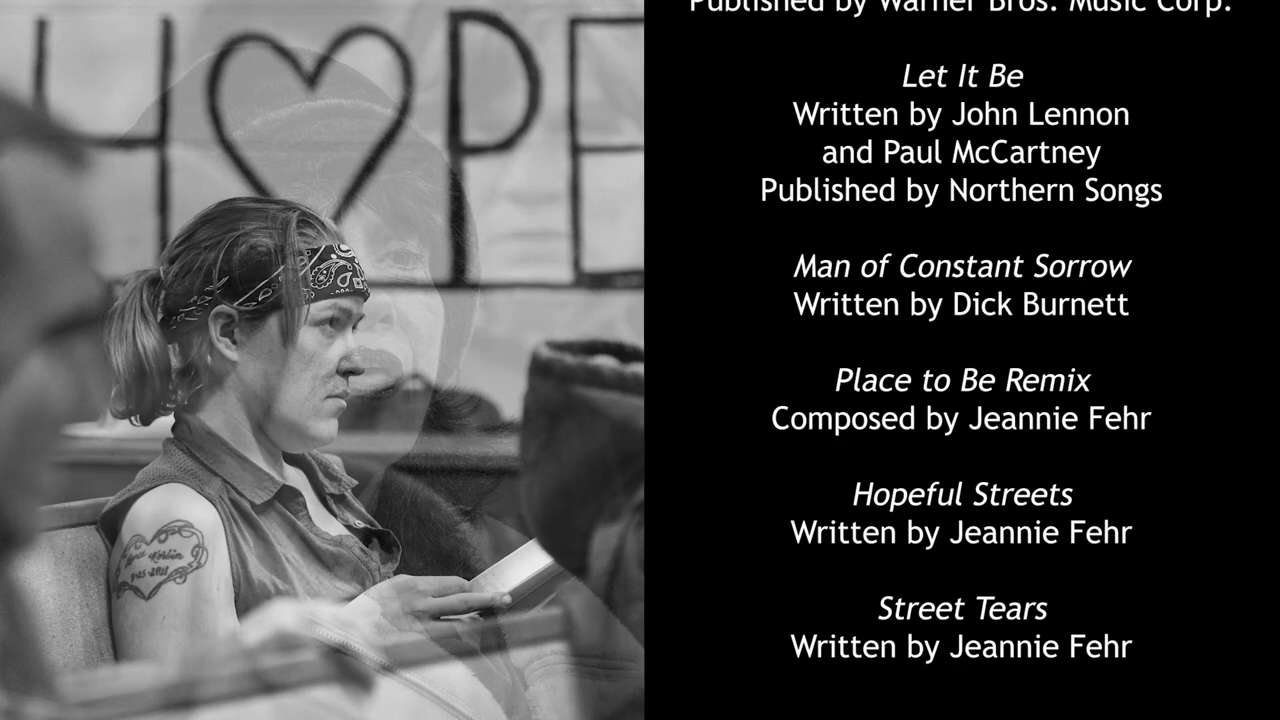 H♥PE
Published by Warner Bros. Music Corp.
Let It Be
Written by John Lennon
and Paul McCartney
Published by Northern Songs
Man of Constant Sorrow
Written by Dick Burnett
Place to Be Remix
Composed by Jeannie Fehr
Hopeful Streets
Written by Jeannie Fehr
Street Tears
Written by Jeannie Fehr